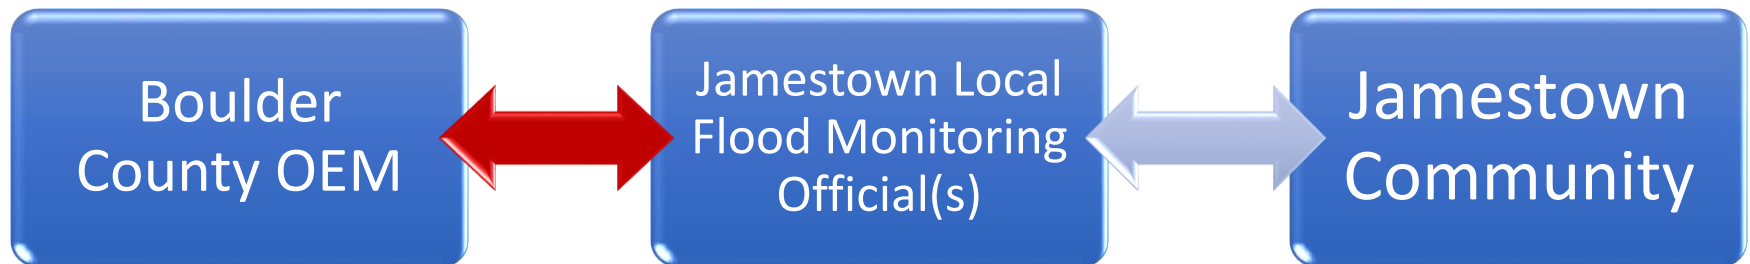 Boulder
County OEM
Jamestown Local
Flood Monitoring
Official(s)
Jamestown
Community